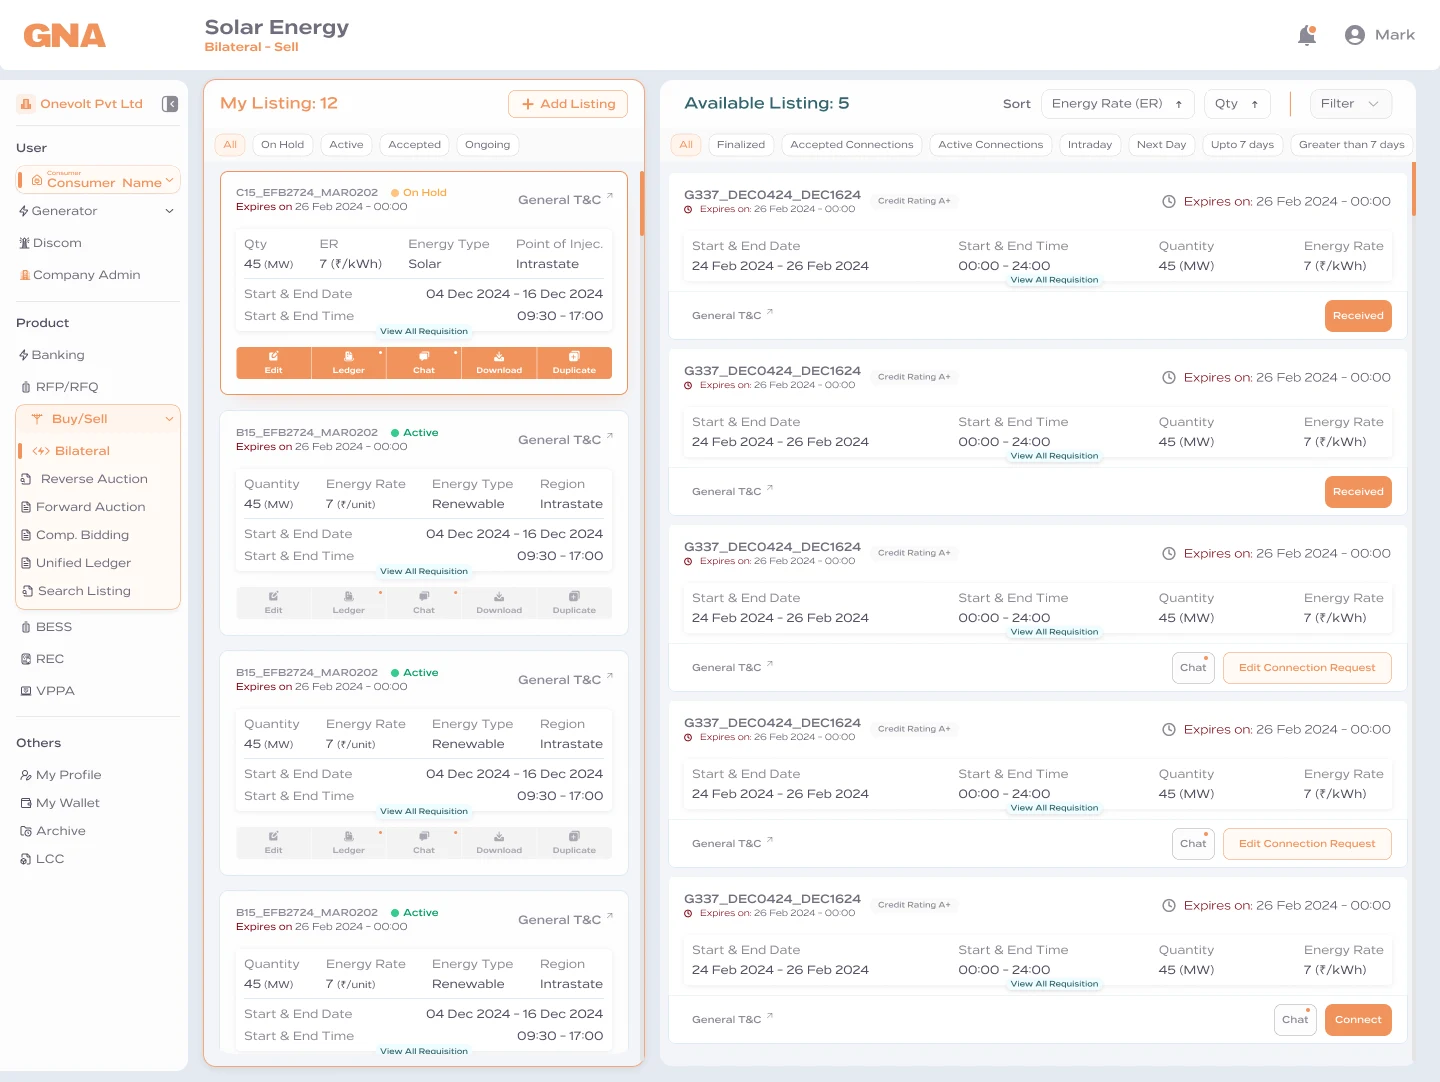 GNA
Solar Energy
Bilateral - Sell
Mark
Onevolt Pvt Ltd
User
Consumer
Consumer Name
Generator
Discom
Company Admin
Product
Banking
RFP/RFQ
Buy/Sell
Bilateral
Reverse Auction
Forward Auction
Comp. Bidding
Unified Ledger
Search Listing
BESS
REC
VPPA
Others
My Profile
My Wallet
Archive
LCC
My Listing: 12
+ Add Listing
All On Hold Active Accepted Ongoing
C15_EFB2724_MAR0202 On Hold
Expires on 26 Feb 2024 - 00:00
General T&C
Qty ER Energy Type Point of Injec.
45 (MW) 7 (₹/kWh) Solar Intrastate
Start & End Date 04 Dec 2024 - 16 Dec 2024
Start & End Time 09:30 - 17:00
View All Requisition
Edit Ledger Chat Download Duplicate
B15_EFB2724_MAR0202 Active
Expires on 26 Feb 2024 - 00:00
General T&C
Quantity Energy Rate Energy Type Region
45 (MW) 7 (₹/unit) Renewable Intrastate
Start & End Date 04 Dec 2024 - 16 Dec 2024
Start & End Time 09:30 - 17:00
View All Requisition
Edit Ledger Chat Download Duplicate
B15_EFB2724_MAR0202 Active
Expires on 26 Feb 2024 - 00:00
General T&C
Quantity Energy Rate Energy Type Region
45 (MW) 7 (₹/unit) Renewable Intrastate
Start & End Date 04 Dec 2024 - 16 Dec 2024
Start & End Time 09:30 - 17:00
View All Requisition
Edit Ledger Chat Download Duplicate
B15_EFB2724_MAR0202 Active
Expires on 26 Feb 2024 - 00:00
General T&C
Quantity Energy Rate Energy Type Region
45 (MW) 7 (₹/unit) Renewable Intrastate
Start & End Date 04 Dec 2024 - 16 Dec 2024
Start & End Time 09:30 - 17:00
View All Requisition
Available Listing: 5
Sort Energy Rate (ER) Qty Filter
All Finalized Accepted Connections Active Connections Intraday Next Day Upto 7 days Greater than 7 days
G337_DEC0424_DEC1624 Credit Rating A+
Expires on: 26 Feb 2024 - 00:00
Expires on: 26 Feb 2024 - 00:00
Start & End Date Start & End Time Quantity Energy Rate
24 Feb 2024 - 26 Feb 2024 00:00 - 24:00 45 (MW) 7 (₹/kWh)
View All Requisition
General T&C Received
G337_DEC0424_DEC1624 Credit Rating A+
Expires on: 26 Feb 2024 - 00:00
Expires on: 26 Feb 2024 - 00:00
Start & End Date Start & End Time Quantity Energy Rate
24 Feb 2024 - 26 Feb 2024 00:00 - 24:00 45 (MW) 7 (₹/kWh)
View All Requisition
General T&C Received
G337_DEC0424_DEC1624 Credit Rating A+
Expires on: 26 Feb 2024 - 00:00
Expires on: 26 Feb 2024 - 00:00
Start & End Date Start & End Time Quantity Energy Rate
24 Feb 2024 - 26 Feb 2024 00:00 - 24:00 45 (MW) 7 (₹/kWh)
View All Requisition
General T&C Chat Edit Connection Request
G337_DEC0424_DEC1624 Credit Rating A+
Expires on: 26 Feb 2024 - 00:00
Expires on: 26 Feb 2024 - 00:00
Start & End Date Start & End Time Quantity Energy Rate
24 Feb 2024 - 26 Feb 2024 00:00 - 24:00 45 (MW) 7 (₹/kWh)
View All Requisition
General T&C Chat Edit Connection Request
G337_DEC0424_DEC1624 Credit Rating A+
Expires on: 26 Feb 2024 - 00:00
Expires on: 26 Feb 2024 - 00:00
Start & End Date Start & End Time Quantity Energy Rate
24 Feb 2024 - 26 Feb 2024 00:00 - 24:00 45 (MW) 7 (₹/kWh)
View All Requisition
General T&C Chat Connect